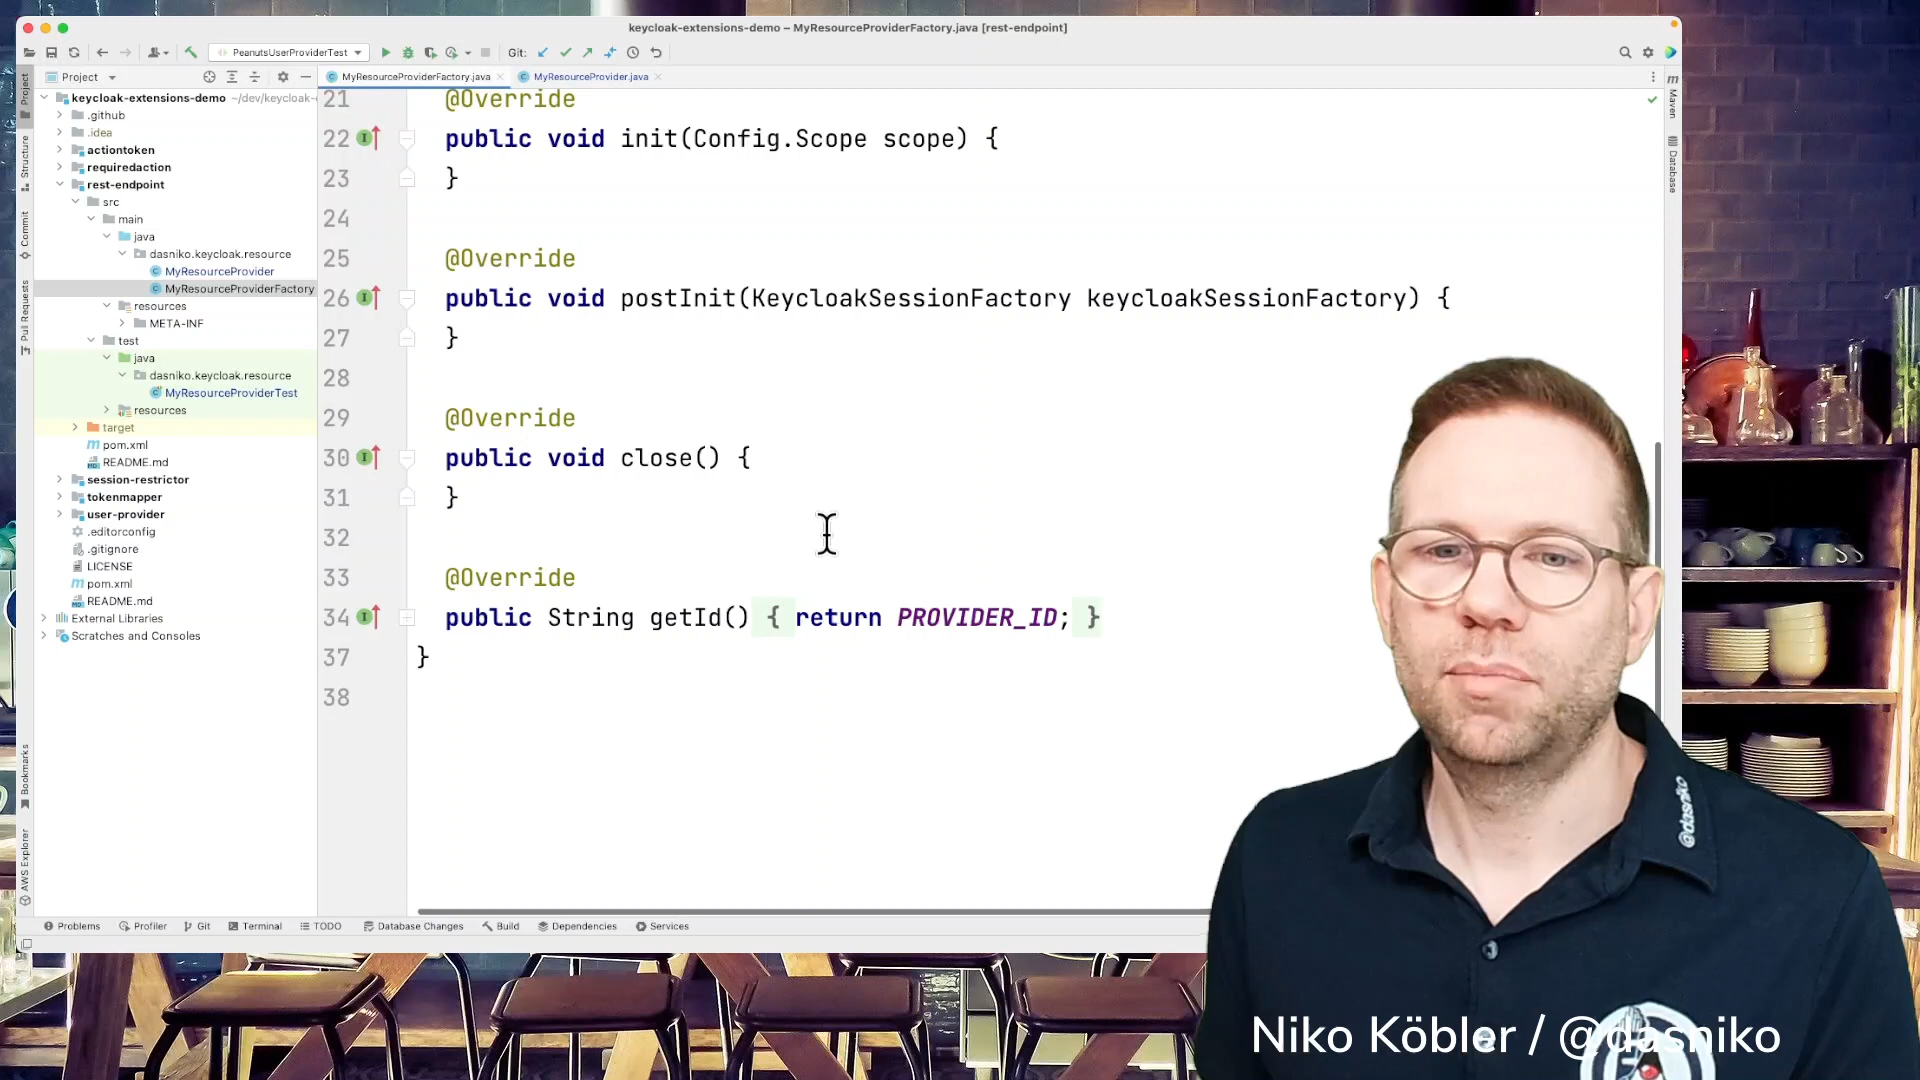 keycloak-extensions-demo – MyResourceProviderFactory.java [rest-endpoint]
PeanutsUserProviderTest
Git:
Project
MyResourceProviderFactory.java
MyResourceProvider.java
Project
Structure
Commit
Pull Requests
Bookmarks
AWS Explorer
keycloak-extensions-demo ~/dev/keycloak-
.github
.idea
actiontoken
requiredaction
rest-endpoint
src
main
java
dasniko.keycloak.resource
MyResourceProvider
MyResourceProviderFactory
resources
META-INF
test
java
dasniko.keycloak.resource
MyResourceProviderTest
resources
target
pom.xml
README.md
session-restrictor
tokenmapper
user-provider
.editorconfig
.gitignore
LICENSE
pom.xml
README.md
External Libraries
Scratches and Consoles
21 @Override
22 public void init(Config.Scope scope) {
23 }
24
25 @Override
26 public void postInit(KeycloakSessionFactory keycloakSessionFactory) {
27 }
28
29 @Override
30 public void close() {
31 }
32
33 @Override
34 public String getId() { return PROVIDER_ID; }
37 }
38
Maven
Database
Problems
Profiler
Git
Terminal
TODO
Database Changes
Build
Dependencies
Services
@dasniko
Niko Köbler / @dasniko